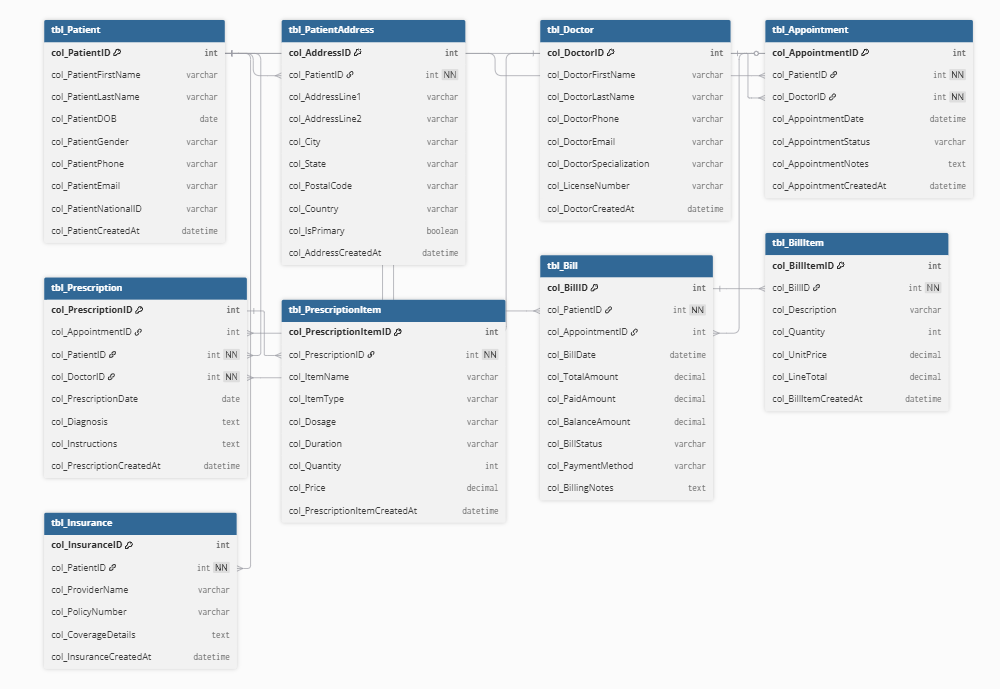 tbl_Patient
col_PatientID int
col_PatientFirstName varchar
col_PatientLastName varchar
col_PatientDOB date
col_PatientGender varchar
col_PatientPhone varchar
col_PatientEmail varchar
col_PatientNationalID varchar
col_PatientCreatedAt datetime
tbl_PatientAddress
col_AddressID int
col_PatientID int NN
col_AddressLine1 varchar
col_AddressLine2 varchar
col_City varchar
col_State varchar
col_PostalCode varchar
col_Country varchar
col_IsPrimary boolean
col_AddressCreatedAt datetime
tbl_Doctor
col_DoctorID int
col_DoctorFirstName varchar
col_DoctorLastName varchar
col_DoctorPhone varchar
col_DoctorEmail varchar
col_DoctorSpecialization varchar
col_LicenseNumber varchar
col_DoctorCreatedAt datetime
tbl_Appointment
col_AppointmentID int
col_PatientID int NN
col_DoctorID int NN
col_AppointmentDate datetime
col_AppointmentStatus varchar
col_AppointmentNotes text
col_AppointmentCreatedAt datetime
tbl_Prescription
col_PrescriptionID int
col_AppointmentID int
col_PatientID int NN
col_DoctorID int NN
col_PrescriptionDate date
col_Diagnosis text
col_Instructions text
col_PrescriptionCreatedAt datetime
tbl_PrescriptionItem
col_PrescriptionItemID int
col_PrescriptionID int NN
col_ItemName varchar
col_ItemType varchar
col_Dosage varchar
col_Duration varchar
col_Quantity int
col_Price decimal
col_PrescriptionItemCreatedAt datetime
tbl_Bill
col_BillID int
col_PatientID int NN
col_AppointmentID int
col_BillDate datetime
col_TotalAmount decimal
col_PaidAmount decimal
col_BalanceAmount decimal
col_BillStatus varchar
col_PaymentMethod varchar
col_BillingNotes text
tbl_BillItem
col_BillItemID int
col_BillID int NN
col_Description varchar
col_Quantity int
col_UnitPrice decimal
col_LineTotal decimal
col_BillItemCreatedAt datetime
tbl_Insurance
col_InsuranceID int
col_PatientID int NN
col_ProviderName varchar
col_PolicyNumber varchar
col_CoverageDetails text
col_InsuranceCreatedAt datetime